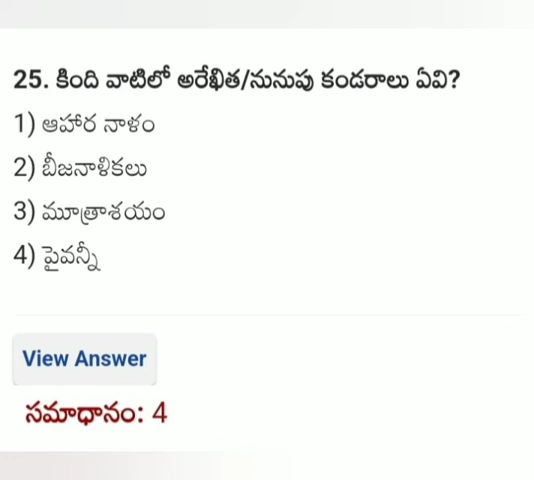 25. కింది వాటిలో అరేఖిత/నునుపు కండరాలు ఏవి?
1) ఆహార నాళం
2) బీజనాళికలు
3) మూత్రాశయం
4) పైవన్నీ
View Answer
సమాధానం: 4